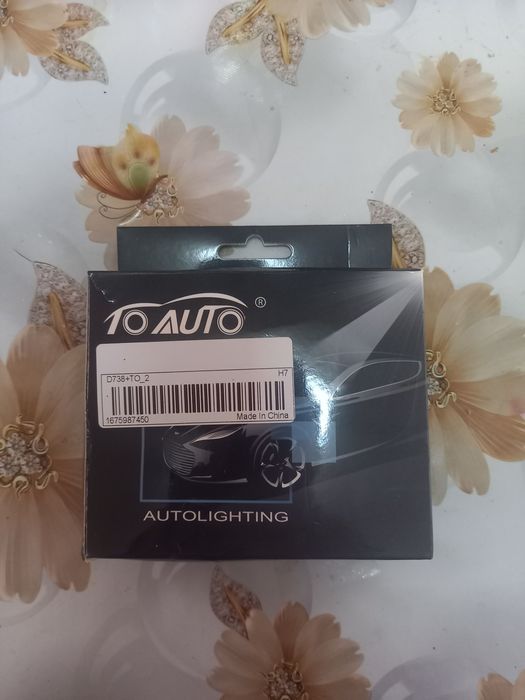 TO AUTO ®
D738+TO_2 H7
1675987450 Made In China
AUTOLIGHTING